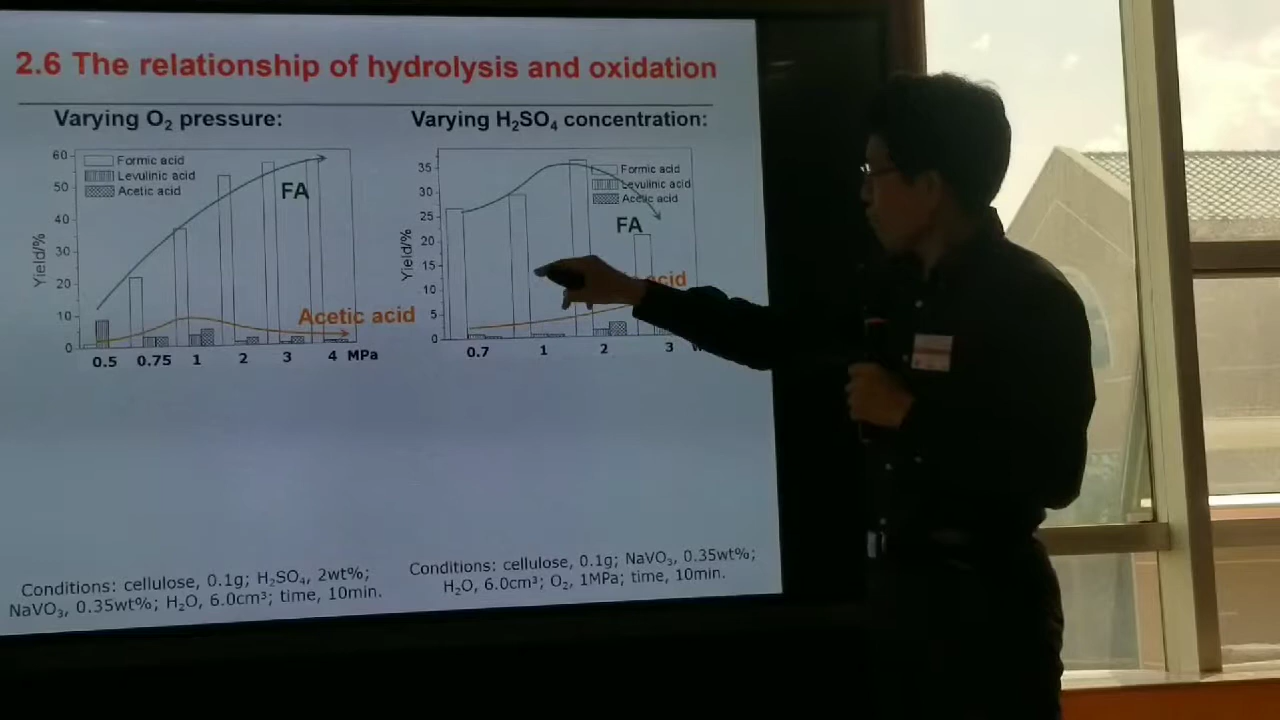 2.6 The relationship of hydrolysis and oxidation
Varying O₂ pressure:
60
50
40
30
20
10
0
Yield/%
Formic acid
Levulinic acid
Acetic acid
FA
Acetic acid
0.5 0.75 1 2 3 4 MPa
Conditions: cellulose, 0.1g; H₂SO₄, 2wt%;
NaVO₃, 0.35wt%; H₂O, 6.0cm³; time, 10min.
Varying H₂SO₄ concentration:
35
30
25
20
15
10
5
0
Yield/%
Formic acid
Levulinic acid
Acetic acid
FA
acid
0.7 1 2 3
Conditions: cellulose, 0.1g; NaVO₃, 0.35wt%;
H₂O, 6.0cm³; O₂, 1MPa; time, 10min.